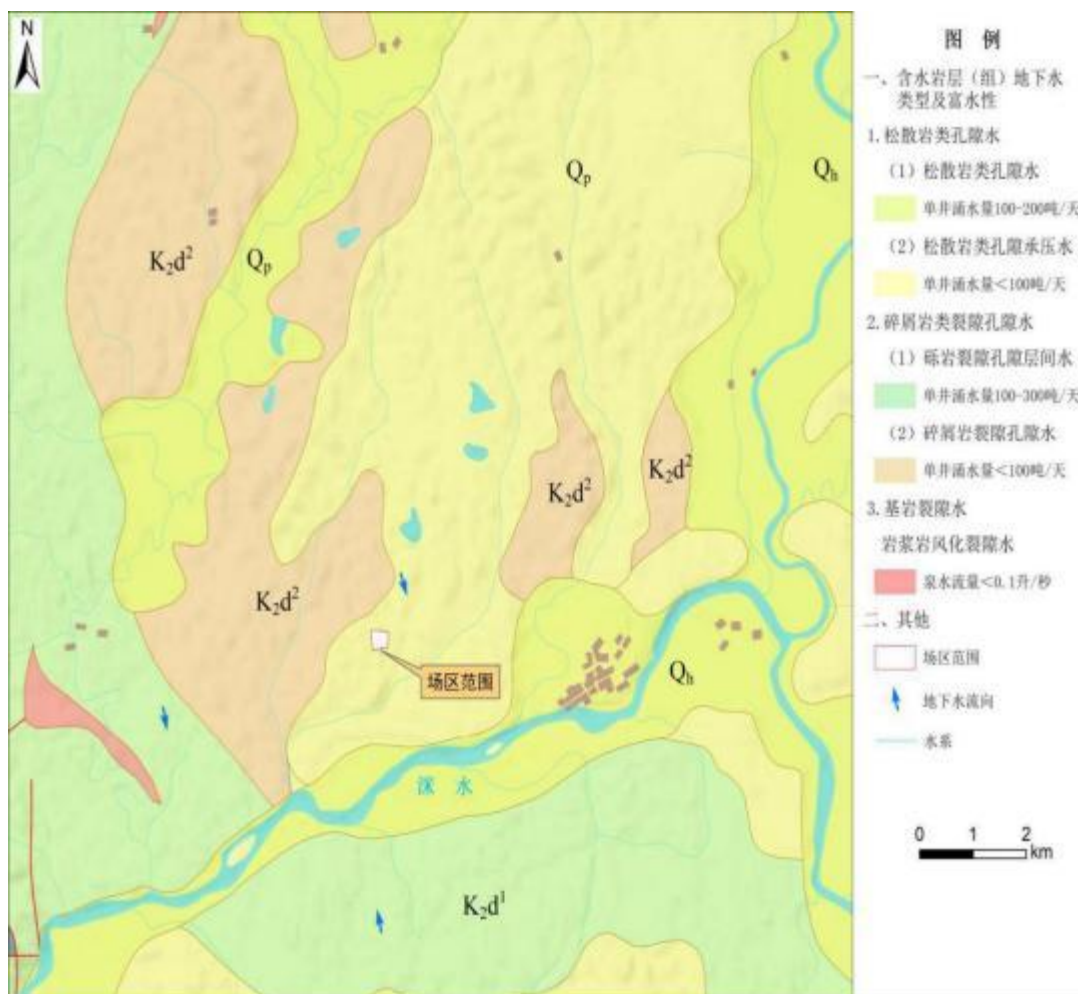 N
K₂d²
Qp
Qp
Qh
K₂d²
K₂d²
K₂d²
场区范围
Qh
溧 水
K₂d¹
图 例
一、含水岩层（组）地下水
类型及富水性
1.松散岩类孔隙水
（1）松散岩类孔隙水
单井涌水量100-200吨/天
（2）松散岩类孔隙承压水
单井涌水量＜100吨/天
2.碎屑岩类裂隙孔隙水
（1）砾岩裂隙孔隙层间水
单井涌水量100-300吨/天
（2）碎屑岩裂隙孔隙水
单井涌水量＜100吨/天
3.基岩裂隙水
岩浆岩风化裂隙水
泉水流量＜0.1升/秒
二、其他
场区范围
地下水流向
水系
0 1 2
km